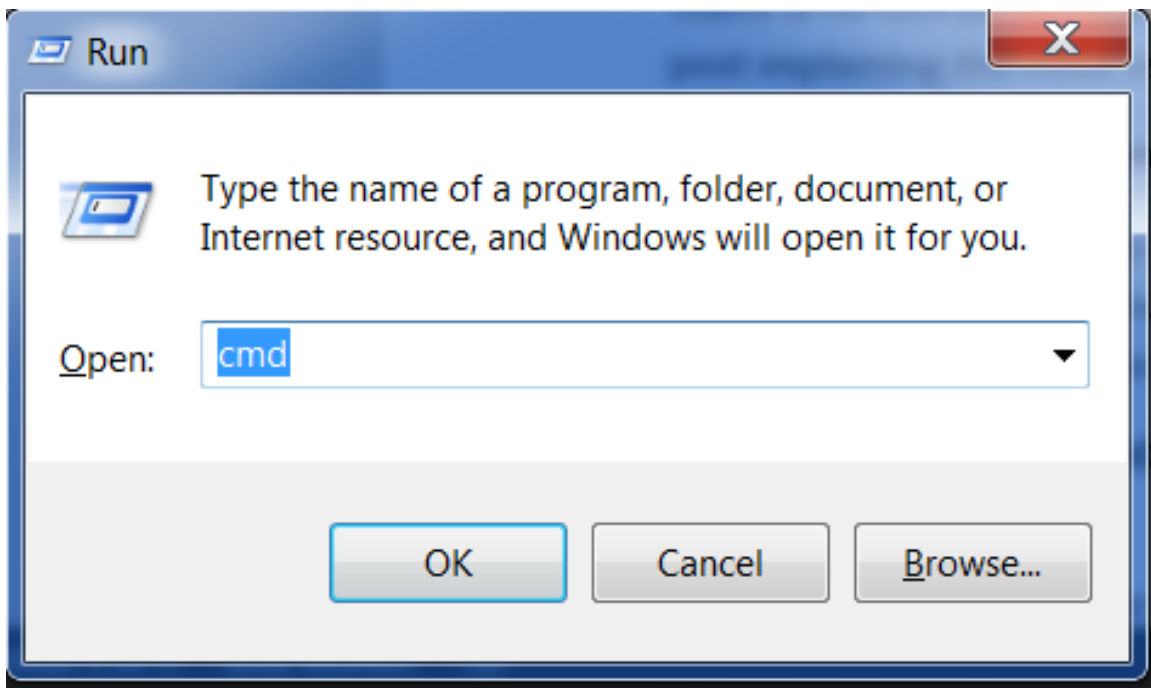 Run
Type the name of a program, folder, document, or
Internet resource, and Windows will open it for you.
Open: cmd
OK Cancel Browse...